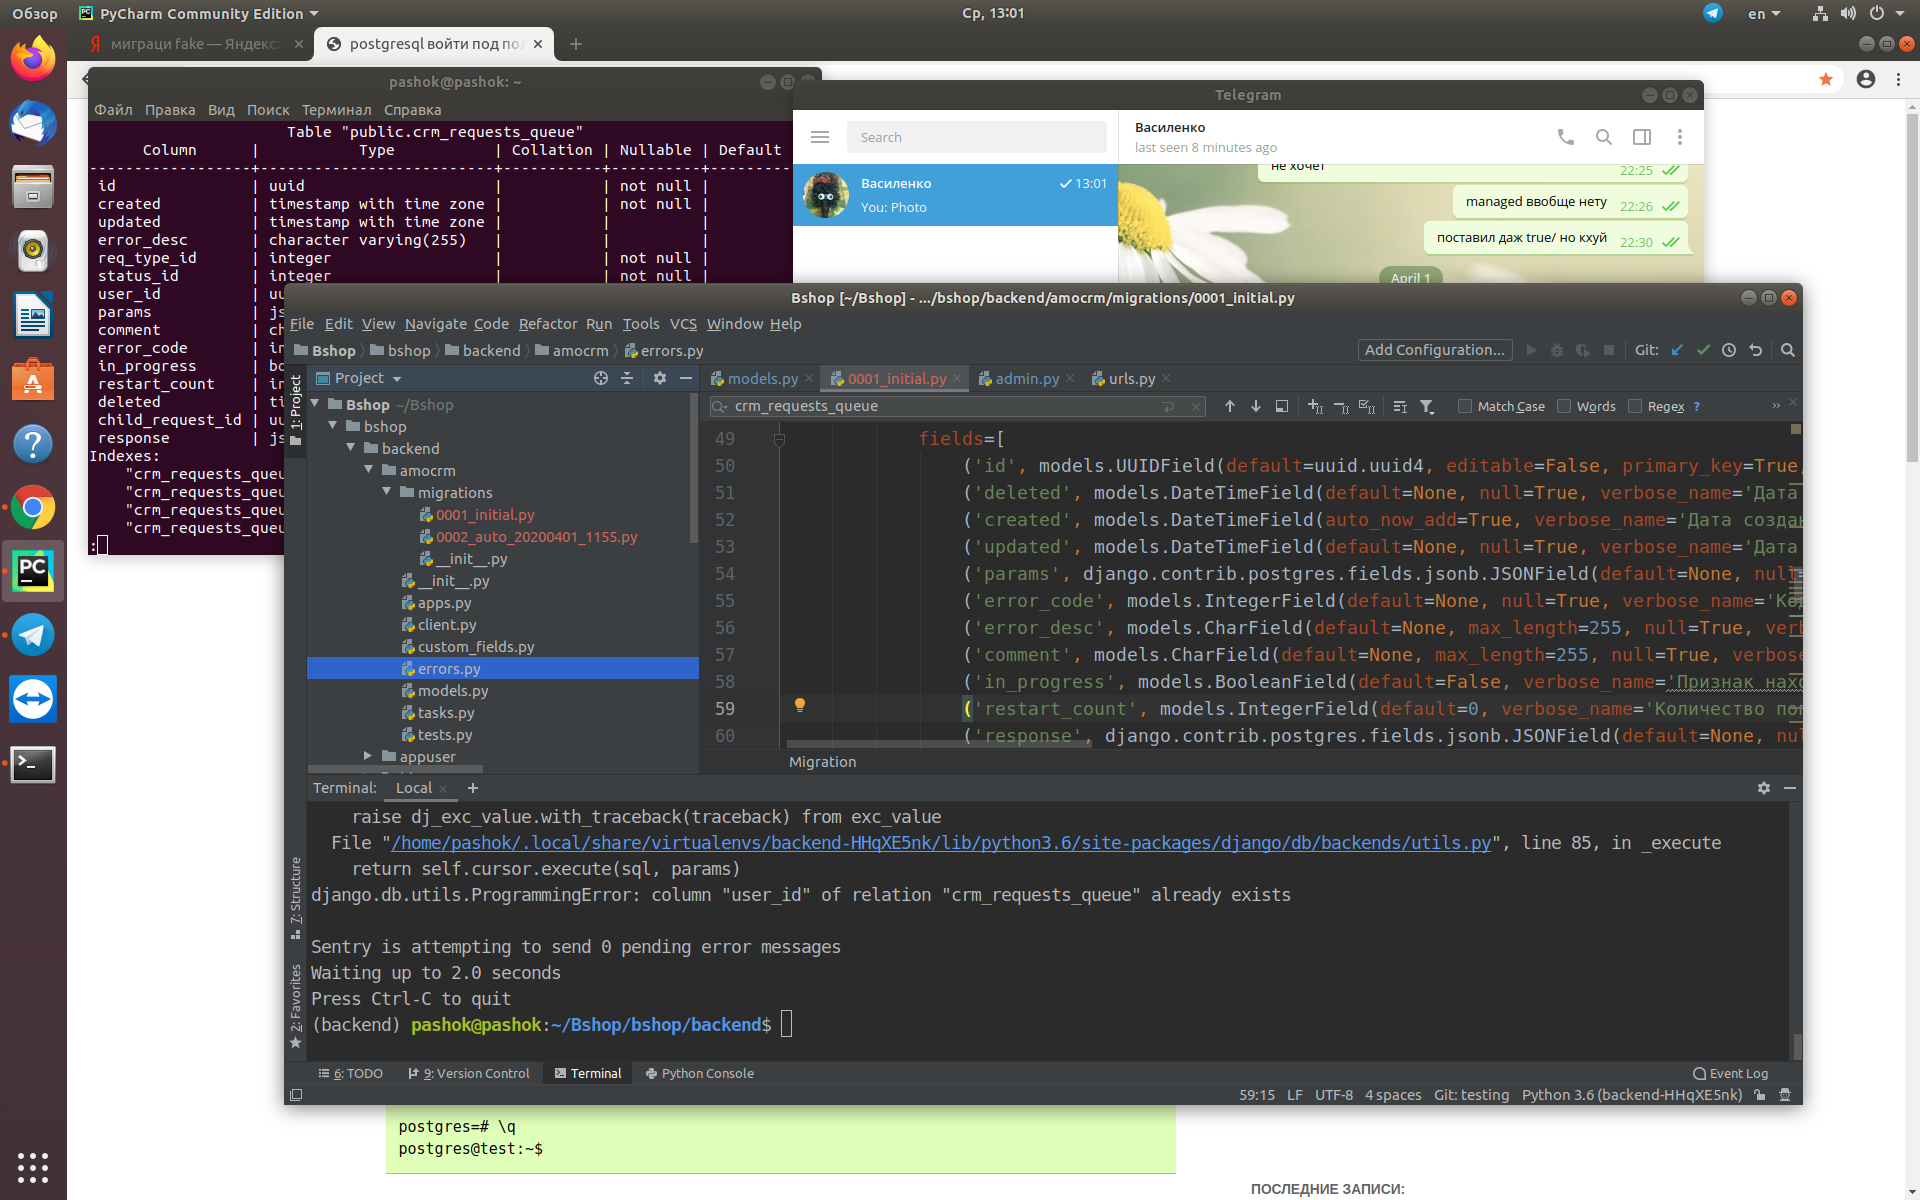 Обзор
PyCharm Community Edition
Ср, 13:01
en
миграци fake — Яндекс
postgresql войти под по
pashok@pashok: ~
Файл Правка Вид Поиск Терминал Справка
Table "public.crm_requests_queue"
Column | Type | Collation | Nullable | Default
id | uuid | | not null |
created | timestamp with time zone | | not null |
updated | timestamp with time zone | | |
error_desc | character varying(255) | | |
req_type_id | integer | | not null |
status_id | integer | | not null |
user_id
params
comment
error_code
in_progress
restart_count
deleted
child_request_id
response
Indexes:
"crm_requests_queu
"crm_requests_queu
"crm_requests_queu
"crm_requests_queu
:
Telegram
Search
Василенко
13:01
You: Photo
Василенко
last seen 8 minutes ago
не хочет 22:25
managed ввобще нету 22:26
поставил даж true/ но кхуй 22:30
April 1
Bshop [~/Bshop] - .../bshop/backend/amocrm/migrations/0001_initial.py
File Edit View Navigate Code Refactor Run Tools VCS Window Help
Bshop bshop backend amocrm errors.py
Add Configuration...
Git:
1: Project
Project
Bshop ~/Bshop
bshop
backend
amocrm
migrations
0001_initial.py
0002_auto_20200401_1155.py
__init__.py
__init__.py
apps.py
client.py
custom_fields.py
errors.py
models.py
tasks.py
tests.py
appuser
models.py 0001_initial.py admin.py urls.py
crm_requests_queue
Match Case Words Regex ?
49 fields=[
50 ('id', models.UUIDField(default=uuid.uuid4, editable=False, primary_key=True,
51 ('deleted', models.DateTimeField(default=None, null=True, verbose_name='Дата
52 ('created', models.DateTimeField(auto_now_add=True, verbose_name='Дата создан
53 ('updated', models.DateTimeField(default=None, null=True, verbose_name='Дата
54 ('params', django.contrib.postgres.fields.jsonb.JSONField(default=None, null=
55 ('error_code', models.IntegerField(default=None, null=True, verbose_name='Код
56 ('error_desc', models.CharField(default=None, max_length=255, null=True, verb
57 ('comment', models.CharField(default=None, max_length=255, null=True, verbose
58 ('in_progress', models.BooleanField(default=False, verbose_name='Признак нахо
59 ('restart_count', models.IntegerField(default=0, verbose_name='Количество поп
60 ('response', django.contrib.postgres.fields.jsonb.JSONField(default=None, nul
Migration
Terminal: Local
raise dj_exc_value.with_traceback(traceback) from exc_value
File "/home/pashok/.local/share/virtualenvs/backend-HHqXE5nk/lib/python3.6/site-packages/django/db/backends/utils.py", line 85, in _execute
return self.cursor.execute(sql, params)
django.db.utils.ProgrammingError: column "user_id" of relation "crm_requests_queue" already exists
Sentry is attempting to send 0 pending error messages
Waiting up to 2.0 seconds
Press Ctrl-C to quit
(backend) pashok@pashok:~/Bshop/bshop/backend$
7: Structure
2: Favorites
6: TODO 9: Version Control Terminal Python Console
Event Log
59:15 LF UTF-8 4 spaces Git: testing Python 3.6 (backend-HHqXE5nk)
postgres=# \q
postgres@test:~$
ПОСЛЕДНИЕ ЗАПИСИ: